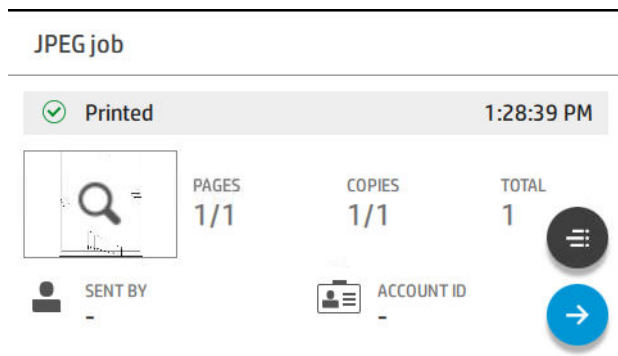 JPEG job
Printed 1:28:39 PM
PAGES COPIES TOTAL
1/1 1/1 1
SENT BY ACCOUNT ID
- -